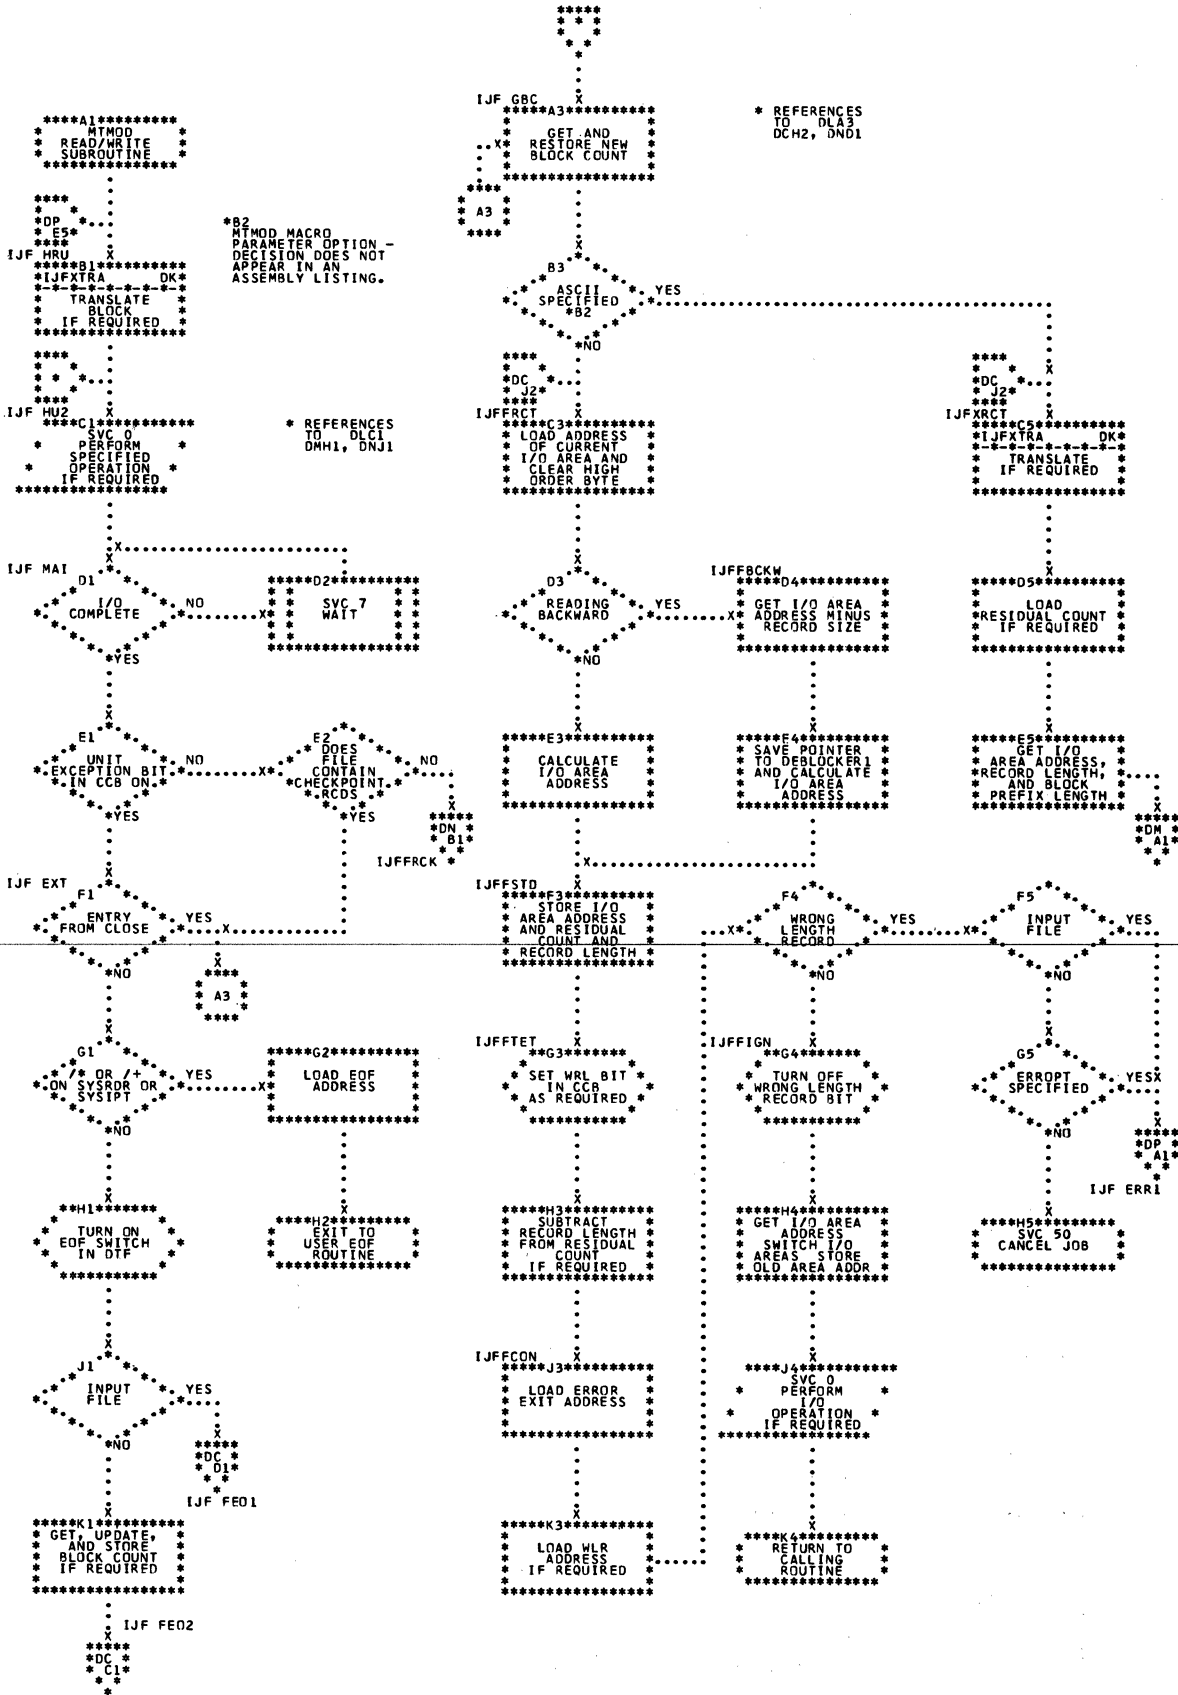 IJF GBC
A3
GET AND
RESTORE NEW
BLOCK COUNT
* REFERENCES
TO DLA3
DCH2, DND1
A3
A1
MTMOD
READ/WRITE
SUBROUTINE
DP
E5
IJF HRU
B1
IJFXTRA DK
TRANSLATE
BLOCK
IF REQUIRED
*B2
MTMOD MACRO
PARAMETER OPTION -
DECISION DOES NOT
APPEAR IN AN
ASSEMBLY LISTING.
*
IJF HU2
C1
SVC 0
PERFORM
SPECIFIED
OPERATION
IF REQUIRED
* REFERENCES
TO DLC1
DMH1, DNJ1
IJF MAI
D1
I/O
COMPLETE
NO
YES
D2
SVC 7
WAIT
E1
UNIT
EXCEPTION BIT
IN CCB ON
NO
YES
E2
DOES
FILE
CONTAIN
CHECKPOINT
RCDS
NO
YES
DN
B1
IJFFRCK
IJF EXT
F1
ENTRY
FROM CLOSE
YES
NO
A3
G1
/* OR /+
ON SYSRDR OR
SYSIPT
YES
NO
G2
LOAD EOF
ADDRESS
H1
TURN ON
EOF SWITCH
IN DTF
H2
EXIT TO
USER EOF
ROUTINE
J1
INPUT
FILE
YES
NO
DC
D1
IJF FEO1
K1
GET, UPDATE,
AND STORE
BLOCK COUNT
IF REQUIRED
IJF FEO2
DC
C1
B3
ASCII
SPECIFIED
*B2
YES
NO
DC
J2
IJFFRCT
C3
LOAD ADDRESS
OF CURRENT
I/O AREA AND
CLEAR HIGH
ORDER BYTE
D3
READING
BACKWARD
YES
NO
IJFFBCKW
D4
GET I/O AREA
ADDRESS MINUS
RECORD SIZE
E3
CALCULATE
I/O AREA
ADDRESS
E4
SAVE POINTER
TO DEBLOCKER1
AND CALCULATE
I/O AREA
ADDRESS
IJFFSTD
F3
STORE I/O
AREA ADDRESS
AND RESIDUAL
COUNT AND
RECORD LENGTH
IJFFTET
G3
SET WRL BIT
IN CCB
AS REQUIRED
H3
SUBTRACT
RECORD LENGTH
FROM RESIDUAL
COUNT
IF REQUIRED
IJFFCON
J3
LOAD ERROR
EXIT ADDRESS
K3
LOAD WLR
ADDRESS
IF REQUIRED
F4
WRONG
LENGTH
RECORD
YES
NO
IJFFIGN
G4
TURN OFF
WRONG LENGTH
RECORD BIT
H4
GET I/O AREA
ADDRESS
SWITCH I/O
AREAS STORE
OLD AREA ADDR
J4
SVC 0
PERFORM
I/O
OPERATION
IF REQUIRED
K4
RETURN TO
CALLING
ROUTINE
DC
J2
IJFXRCT
C5
IJFXTRA DK
TRANSLATE
IF REQUIRED
D5
LOAD
RESIDUAL COUNT
IF REQUIRED
E5
GET I/O
AREA ADDRESS,
RECORD LENGTH,
AND BLOCK
PREFIX LENGTH
DM
A1
F5
INPUT
FILE
YES
NO
G5
ERROPT
SPECIFIED
YES
NO
DP
A1
IJF ERR1
H5
SVC 50
CANCEL JOB